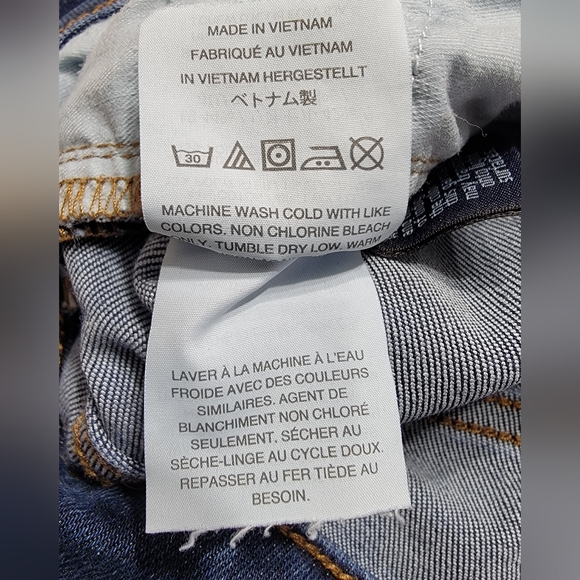 MADE IN VIETNAM
FABRIQUÉ AU VIETNAM
IN VIETNAM HERGESTELLT
ベトナム製
30
MACHINE WASH COLD WITH LIKE
COLORS. NON CHLORINE BLEACH
ONLY. TUMBLE DRY LOW. WARM
LAVER À LA MACHINE À L'EAU
FROIDE AVEC DES COULEURS
SIMILAIRES. AGENT DE
BLANCHIMENT NON CHLORÉ
SEULEMENT, SÉCHER AU
SÈCHE-LINGE AU CYCLE DOUX.
REPASSER AU FER TIÈDE AU
BESOIN.